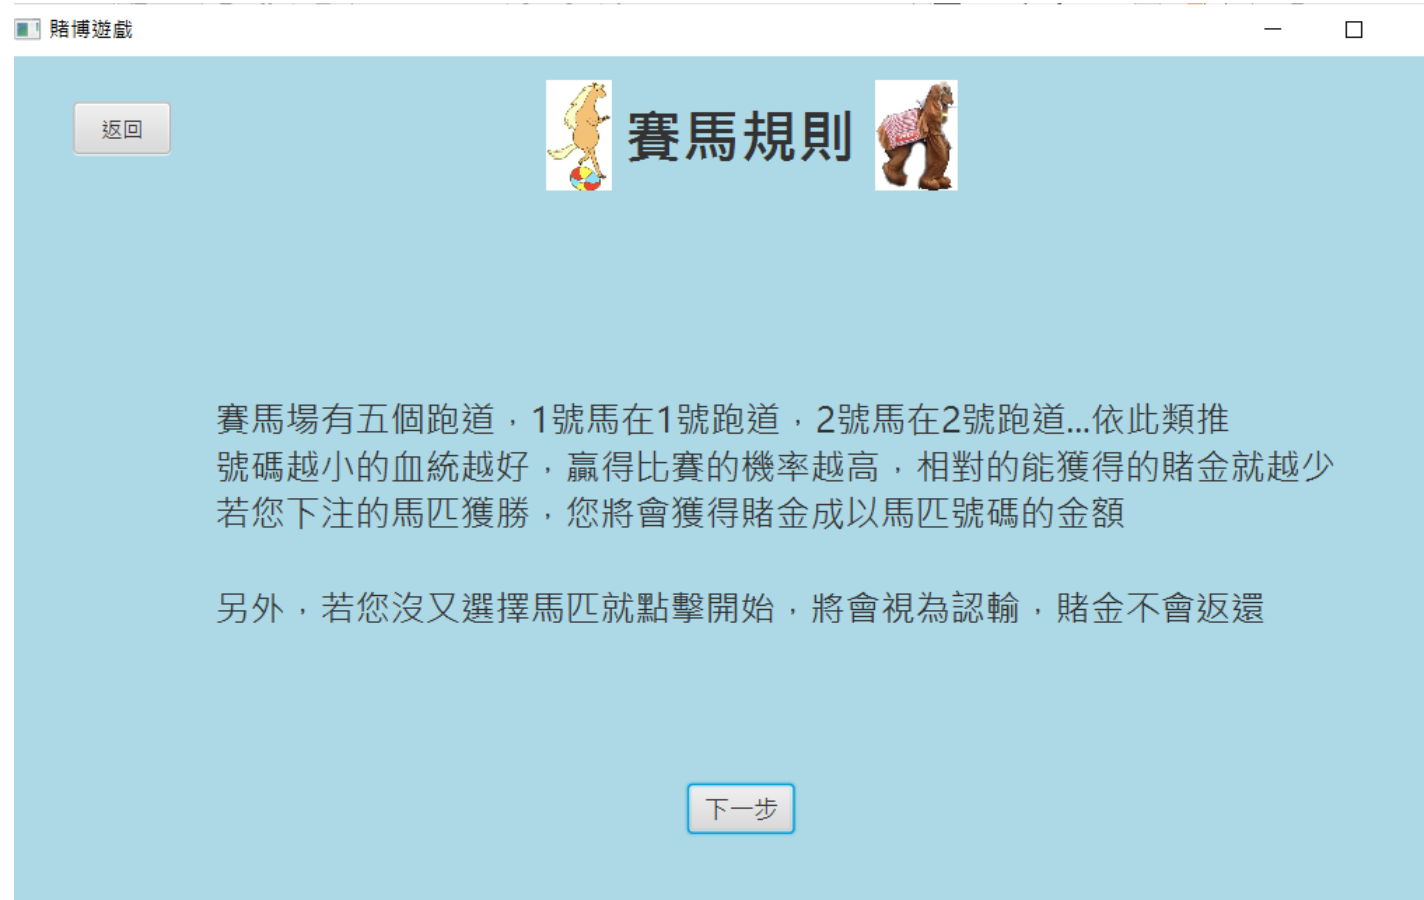 賭博遊戲
返回
賽馬規則
賽馬場有五個跑道，1號馬在1號跑道，2號馬在2號跑道...依此類推
號碼越小的血統越好，贏得比賽的機率越高，相對的能獲得的賭金就越少
若您下注的馬匹獲勝，您將會獲得賭金成以馬匹號碼的金額
另外，若您沒又選擇馬匹就點擊開始，將會視為認輸，賭金不會返還
下一步